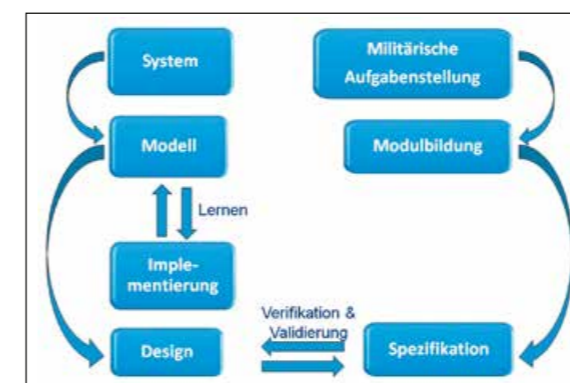 System
Militärische
Aufgabenstellung
Modell
Modulbildung
Lernen
Imple-
mentierung
Verifikation &
Validierung
Design
Spezifikation